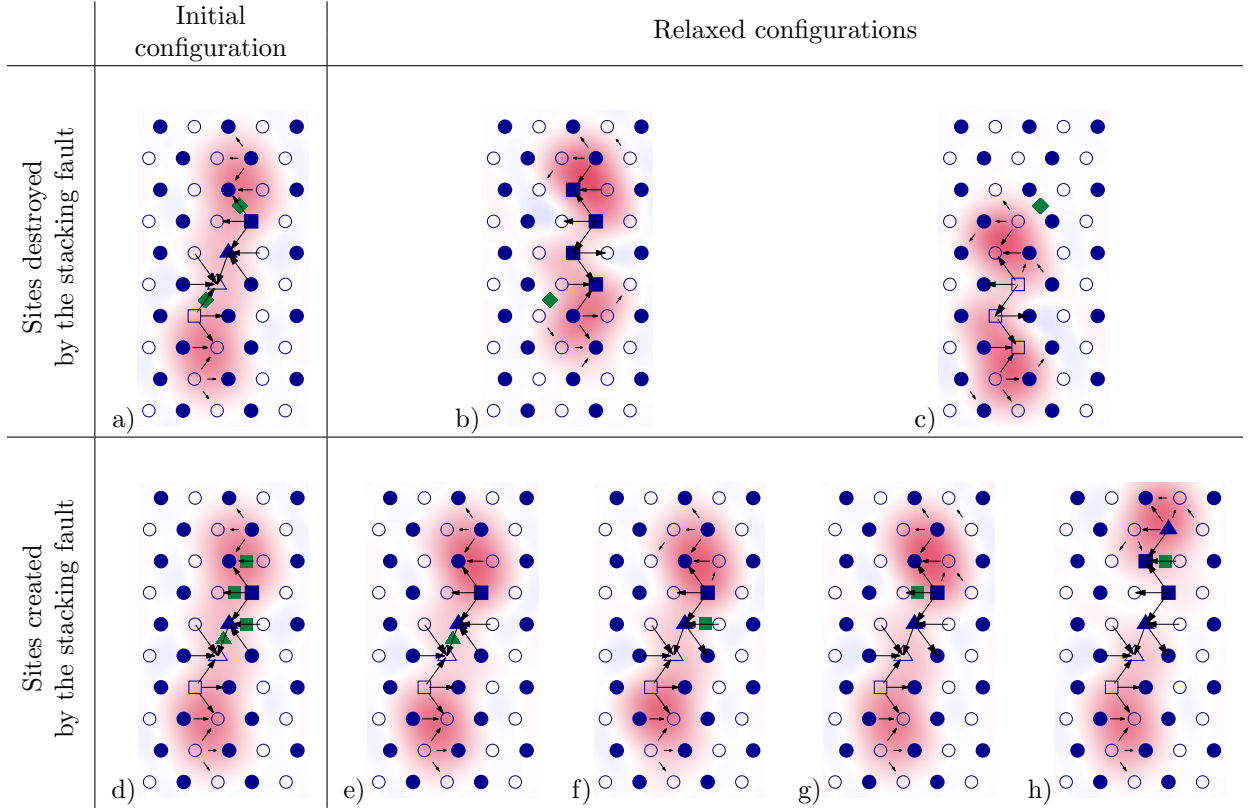 Initial
configuration
Relaxed configurations
Sites destroyed
by the stacking fault
a)
b)
c)
Sites created
by the stacking fault
d)
e)
f)
g)
h)